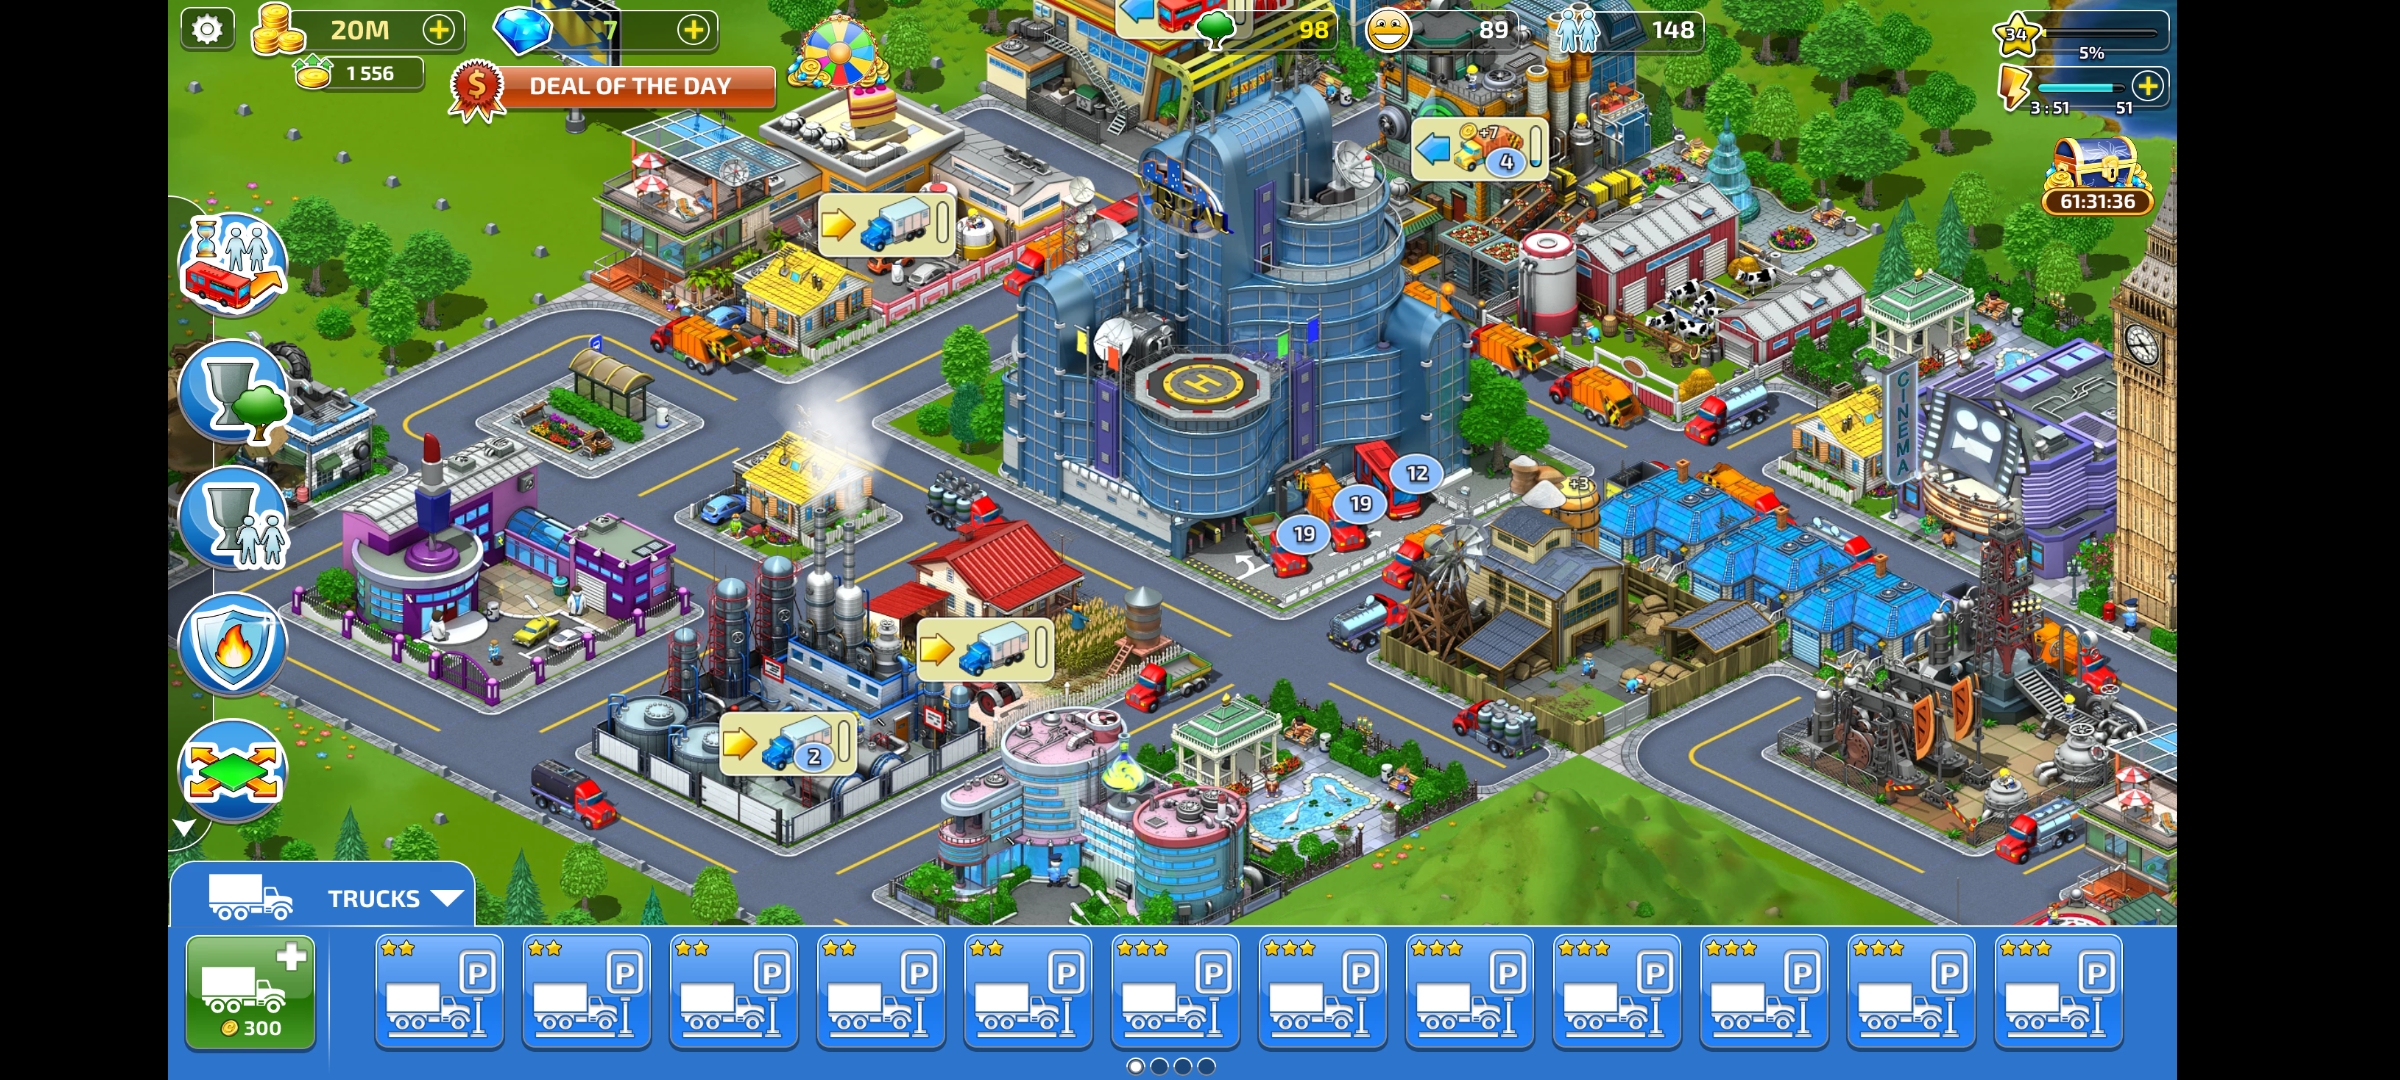 20M
7
98
89
148
34
5%
1 556
DEAL OF THE DAY
3:51
51
+7
4
61:31:36
H
CINEMA
12
19
19
+3
2
TRUCKS
300
P
P
P
P
P
P
P
P
P
P
P
P